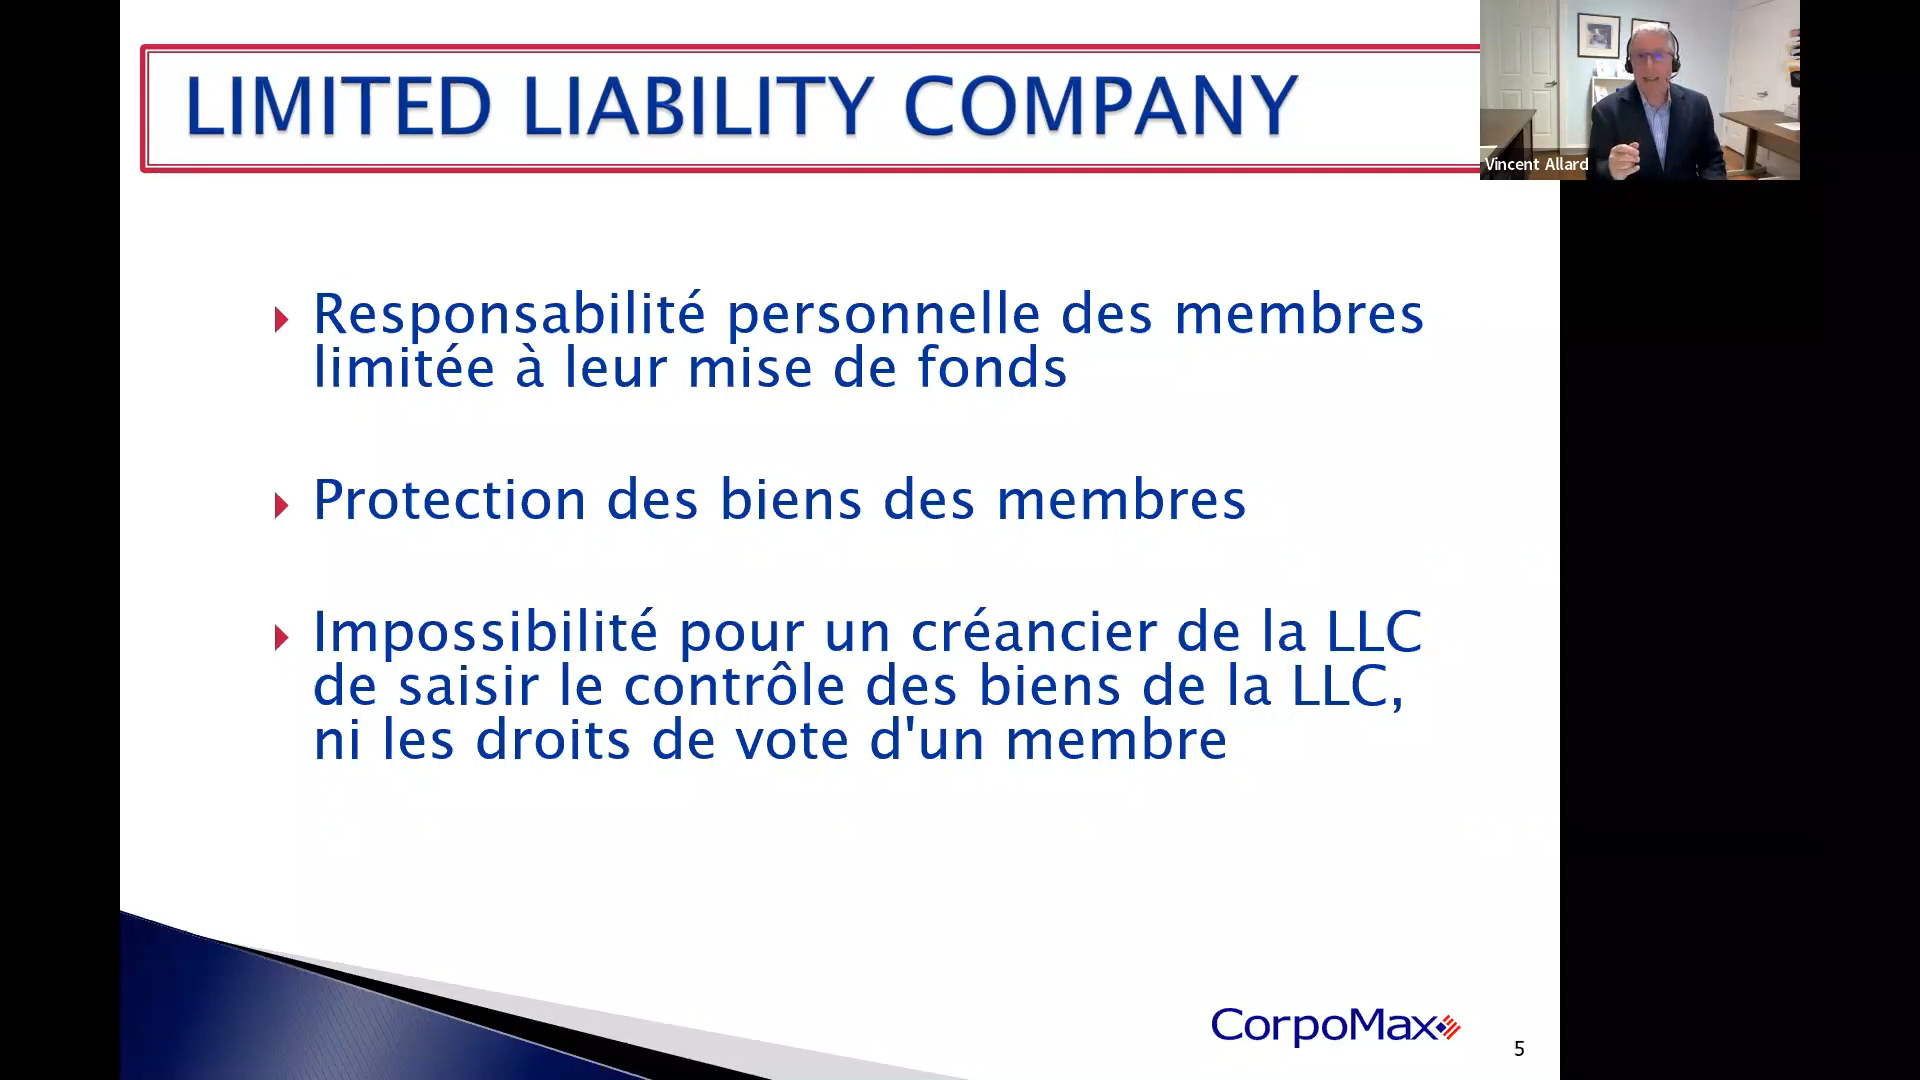 LIMITED LIABILITY COMPANY
Vincent Allard
Responsabilité personnelle des membres
limitée à leur mise de fonds
Protection des biens des membres
Impossibilité pour un créancier de la LLC
de saisir le contrôle des biens de la LLC,
ni les droits de vote d'un membre
CorpoMax
5